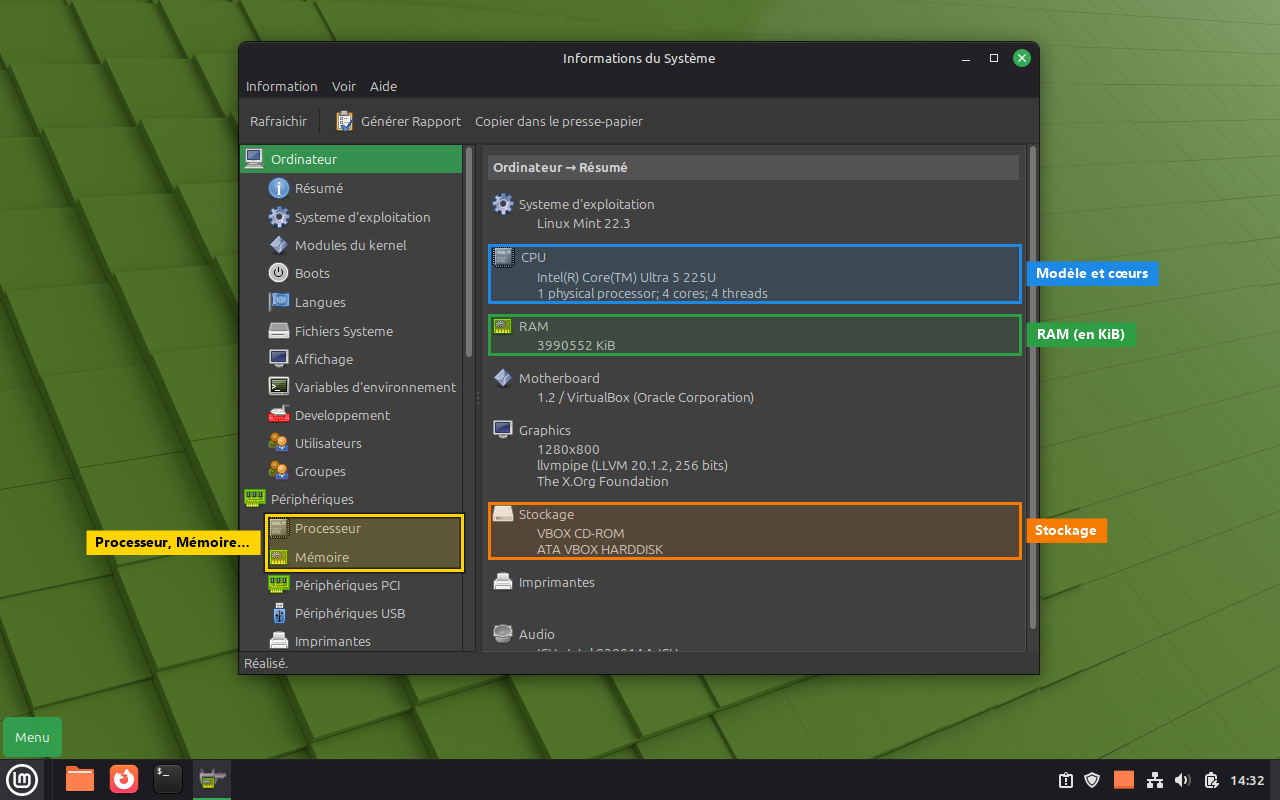 Informations du Système
Information Voir Aide
Rafraichir Générer Rapport Copier dans le presse-papier
Ordinateur
Résumé
Systeme d'exploitation
Modules du kernel
Boots
Langues
Fichiers Systeme
Affichage
Variables d'environnement
Developpement
Utilisateurs
Groupes
Périphériques
Processeur
Mémoire
Périphériques PCI
Périphériques USB
Imprimantes
Processeur, Mémoire...
Ordinateur → Résumé
Systeme d'exploitation
Linux Mint 22.3
CPU
Intel(R) Core(TM) Ultra 5 225U
1 physical processor; 4 cores; 4 threads
Modèle et cœurs
RAM
3990552 KiB
RAM (en KiB)
Motherboard
1.2 / VirtualBox (Oracle Corporation)
Graphics
1280x800
llvmpipe (LLVM 20.1.2, 256 bits)
The X.Org Foundation
Stockage
VBOX CD-ROM
ATA VBOX HARDDISK
Stockage
Imprimantes
Audio
Réalisé.
Menu
14:32